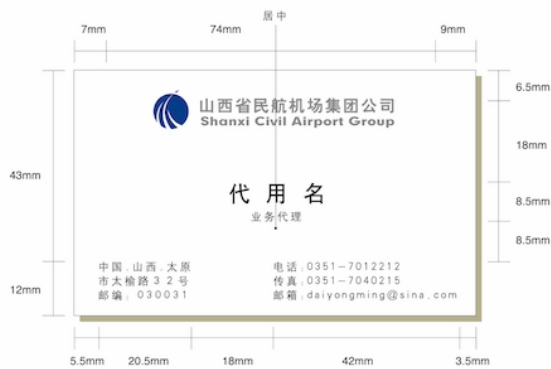 居中
7mm 74mm 9mm
山西省民航机场集团公司
Shanxi Civil Airport Group
6.5mm
18mm
43mm
代用名
业务代理
8.5mm
8.5mm
中国.山西.太原
市太榆路32号
邮编: 030031
电话:0351-7012212
传真:0351-7040215
邮箱:daiyongming@sina.com
12mm
5.5mm 20.5mm 18mm 42mm 3.5mm